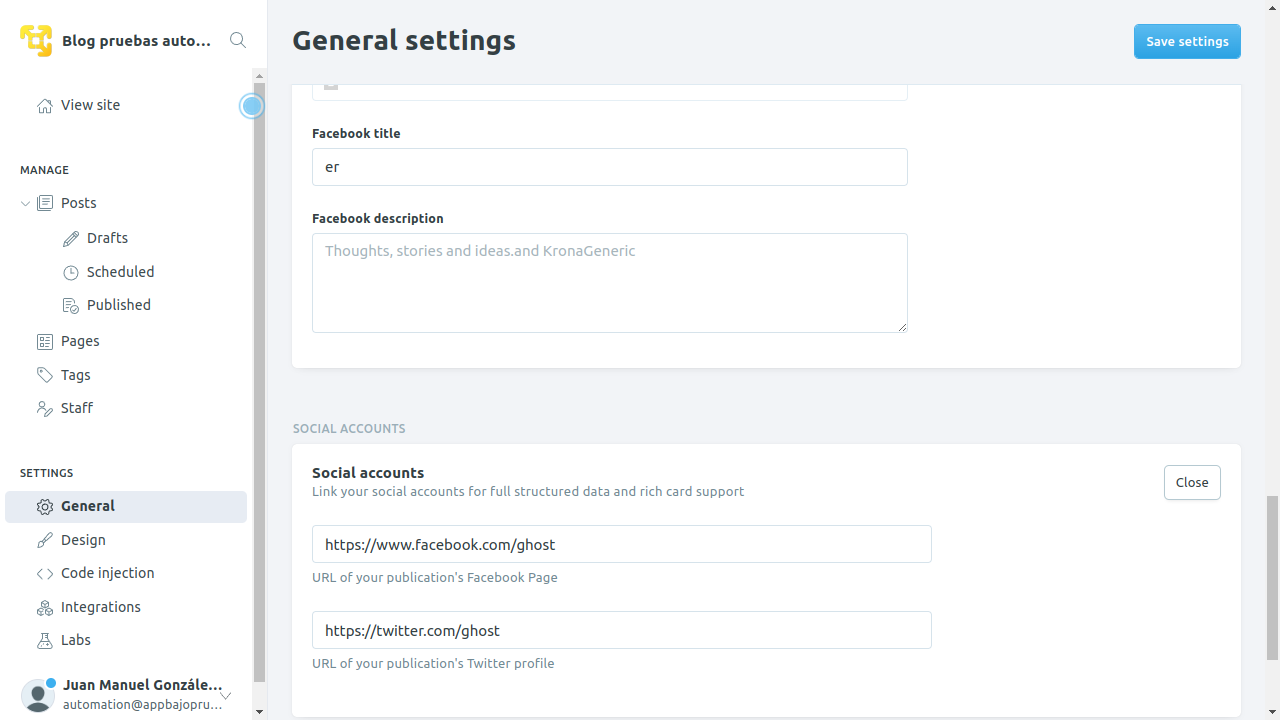 Blog pruebas auto...
General settings
Save settings
View site
MANAGE
Posts
Drafts
Scheduled
Published
Pages
Tags
Staff
SETTINGS
General
Design
Code injection
Integrations
Labs
Juan Manuel Gonzále...
automation@appbajopru...
Facebook title
er
Facebook description
Thoughts, stories and ideas.and KronaGeneric
SOCIAL ACCOUNTS
Social accounts
Link your social accounts for full structured data and rich card support
Close
https://www.facebook.com/ghost
URL of your publication's Facebook Page
https://twitter.com/ghost
URL of your publication's Twitter profile